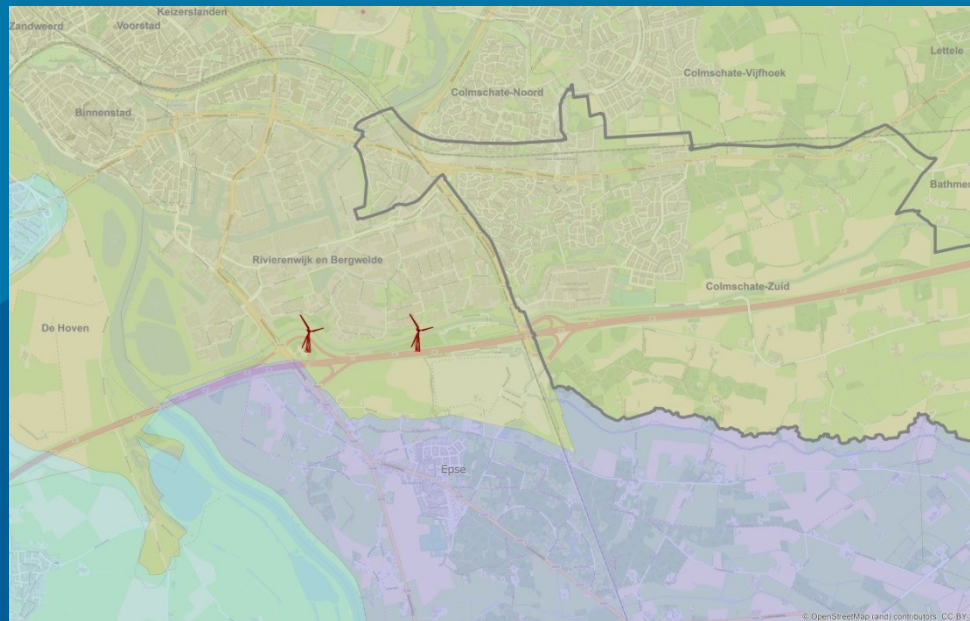 Keizerslanden
Zandweerd
Voorstad
Lettele
Colmschate-Vijfhoek
Colmschate-Noord
Binnenstad
Bathmen
Rivierenwijk en Bergwelde
Colmschate-Zuid
De Hoven
Epse
© OpenStreetMap (and) contributors, CC-BY-